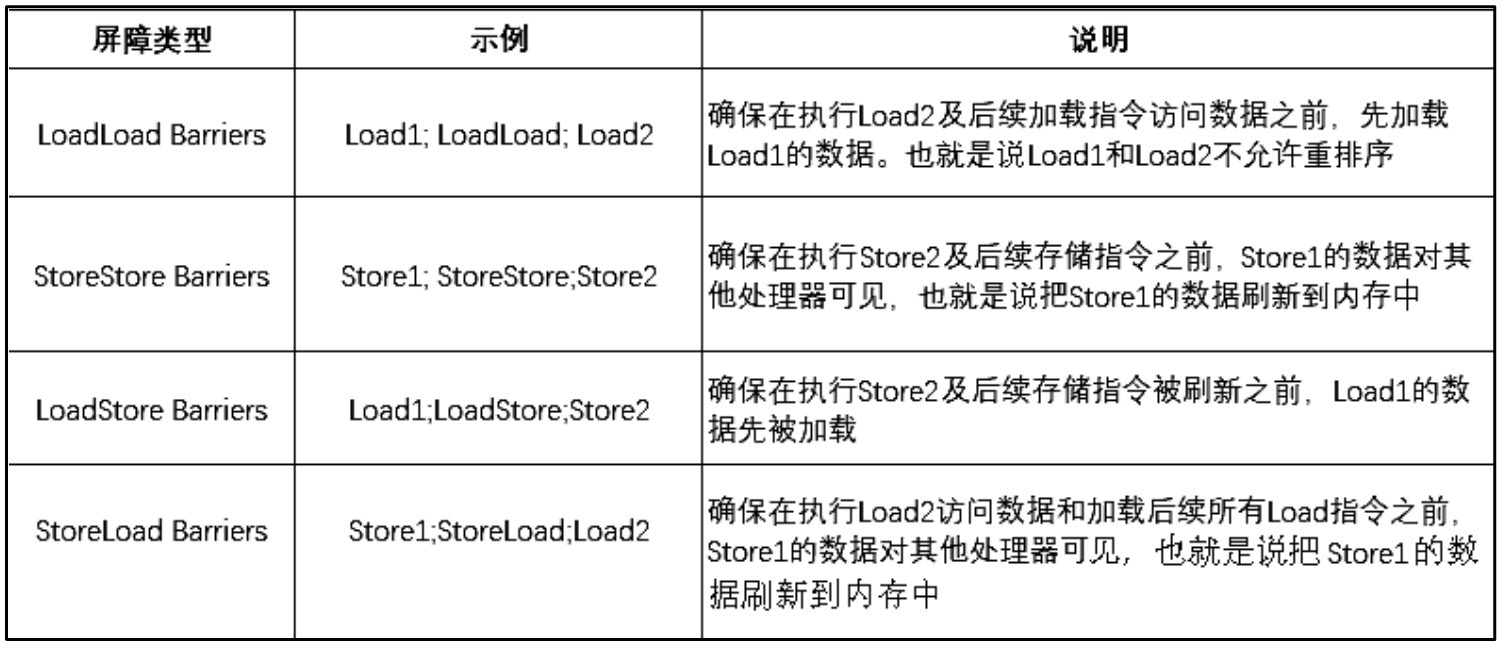 屏障类型 示例 说明
LoadLoad Barriers Load1; LoadLoad; Load2 确保在执行Load2及后续加载指令访问数据之前，先加载
Load1的数据。也就是说Load1和Load2不允许重排序
StoreStore Barriers Store1; StoreStore;Store2 确保在执行Store2及后续存储指令之前，Store1的数据对其
他处理器可见，也就是说把Store1的数据刷新到内存中
LoadStore Barriers Load1;LoadStore;Store2 确保在执行Store2及后续存储指令被刷新之前，Load1的数
据先被加载
StoreLoad Barriers Store1;StoreLoad;Load2 确保在执行Load2访问数据和加载后续所有Load指令之前，
Store1的数据对其他处理器可见，也就是说把 Store1 的数
据刷新到内存中